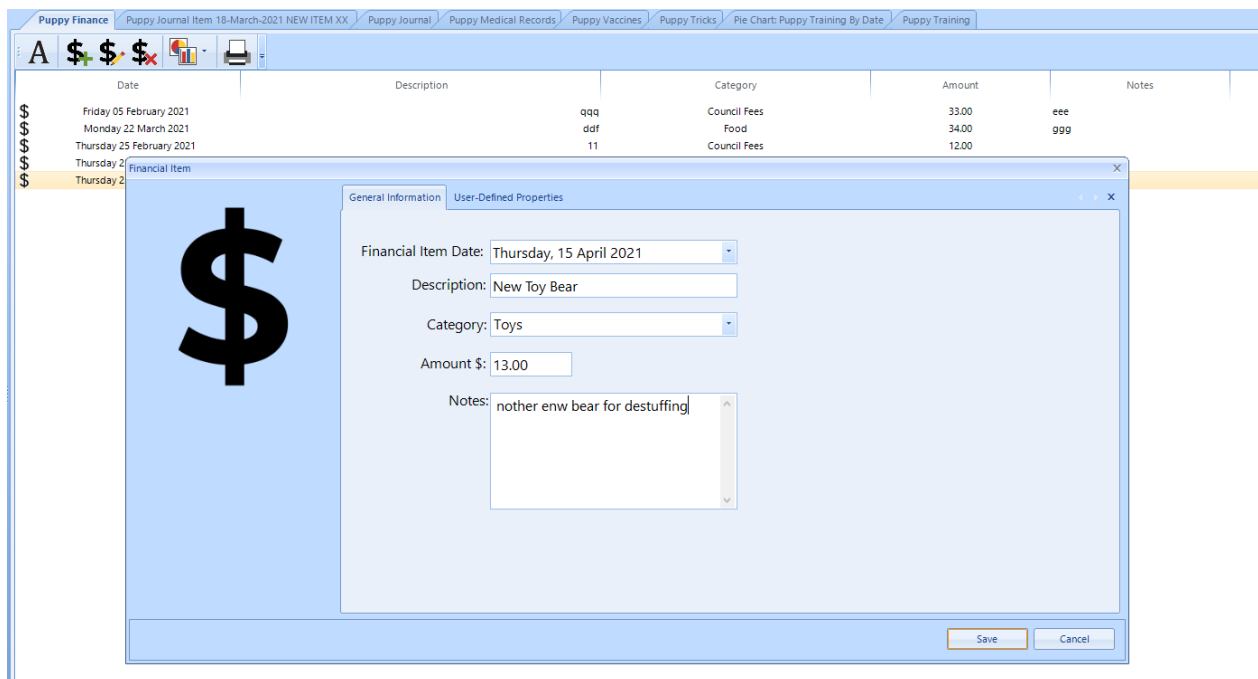 Puppy Finance Puppy Journal Item 18-March-2021 NEW ITEM XX Puppy Journal Puppy Medical Records Puppy Vaccines Puppy Tricks Pie Chart: Puppy Training By Date Puppy Training
A $ $ $
Date Description Category Amount Notes
$ Friday 05 February 2021 qqq Council Fees 33.00 eee
$ Monday 22 March 2021 ddf Food 34.00 ggg
$ Thursday 25 February 2021 11 Council Fees 12.00
$ Thursday 2
$ Thursday 2
Financial Item X
General Information User-Defined Properties x
$
Financial Item Date: Thursday, 15 April 2021
Description: New Toy Bear
Category: Toys
Amount $: 13.00
Notes: nother enw bear for destuffing
Save Cancel